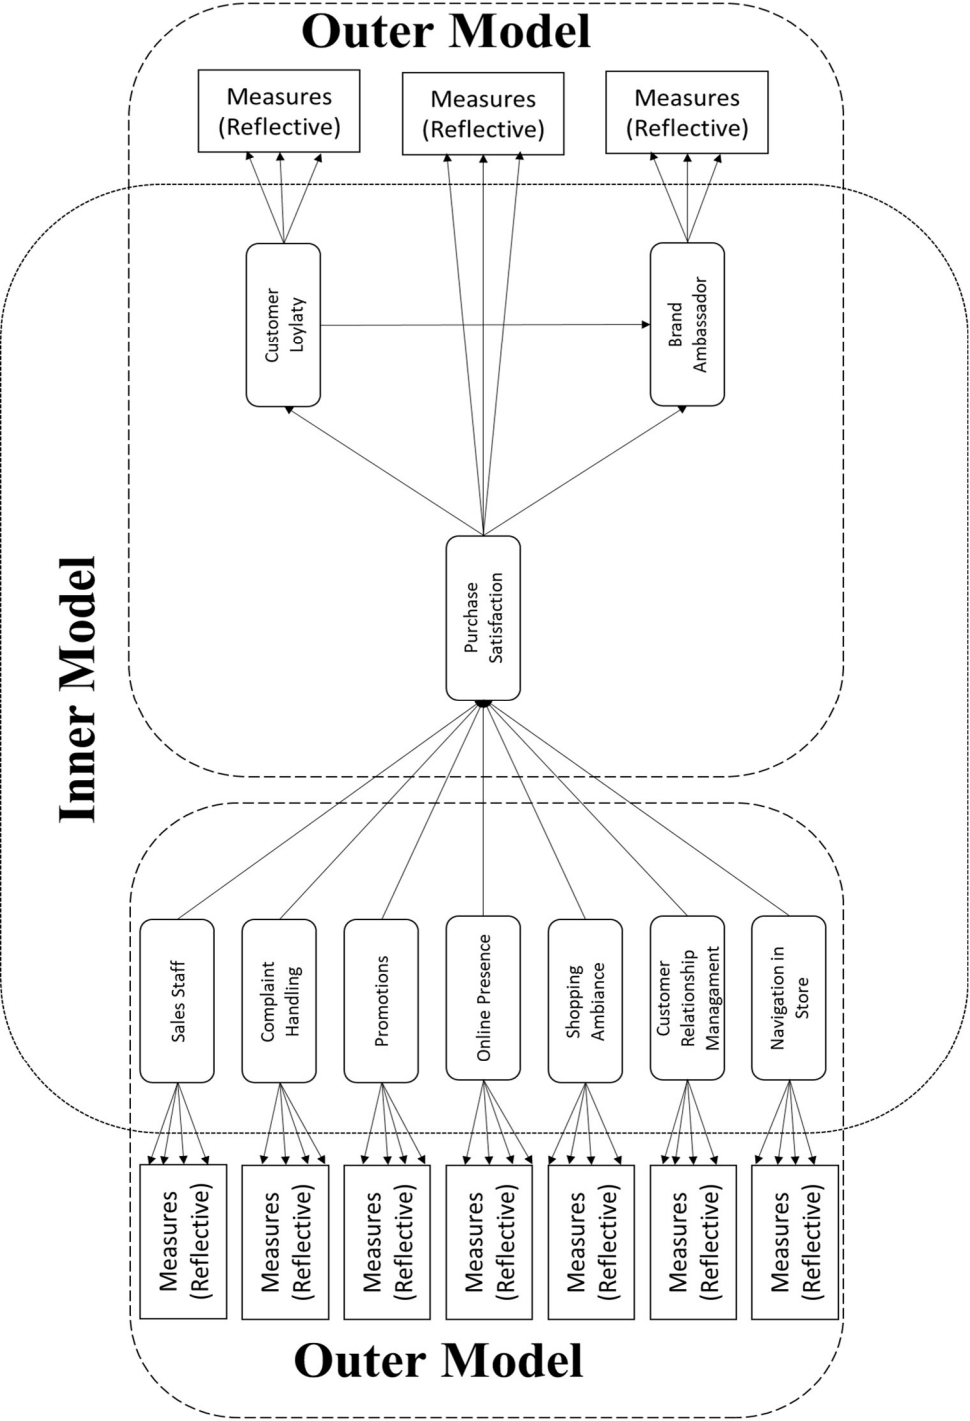 Outer Model
Measures
(Reflective)
Measures
(Reflective)
Measures
(Reflective)
Customer
Loylaty
Brand
Ambassador
Purchase
Satisfaction
Inner Model
Sales Staff
Complaint
Handling
Promotions
Online Presence
Shopping
Ambiance
Customer
Relationship
Managament
Navigation in
Store
Measures
(Reflective)
Measures
(Reflective)
Measures
(Reflective)
Measures
(Reflective)
Measures
(Reflective)
Measures
(Reflective)
Measures
(Reflective)
Outer Model